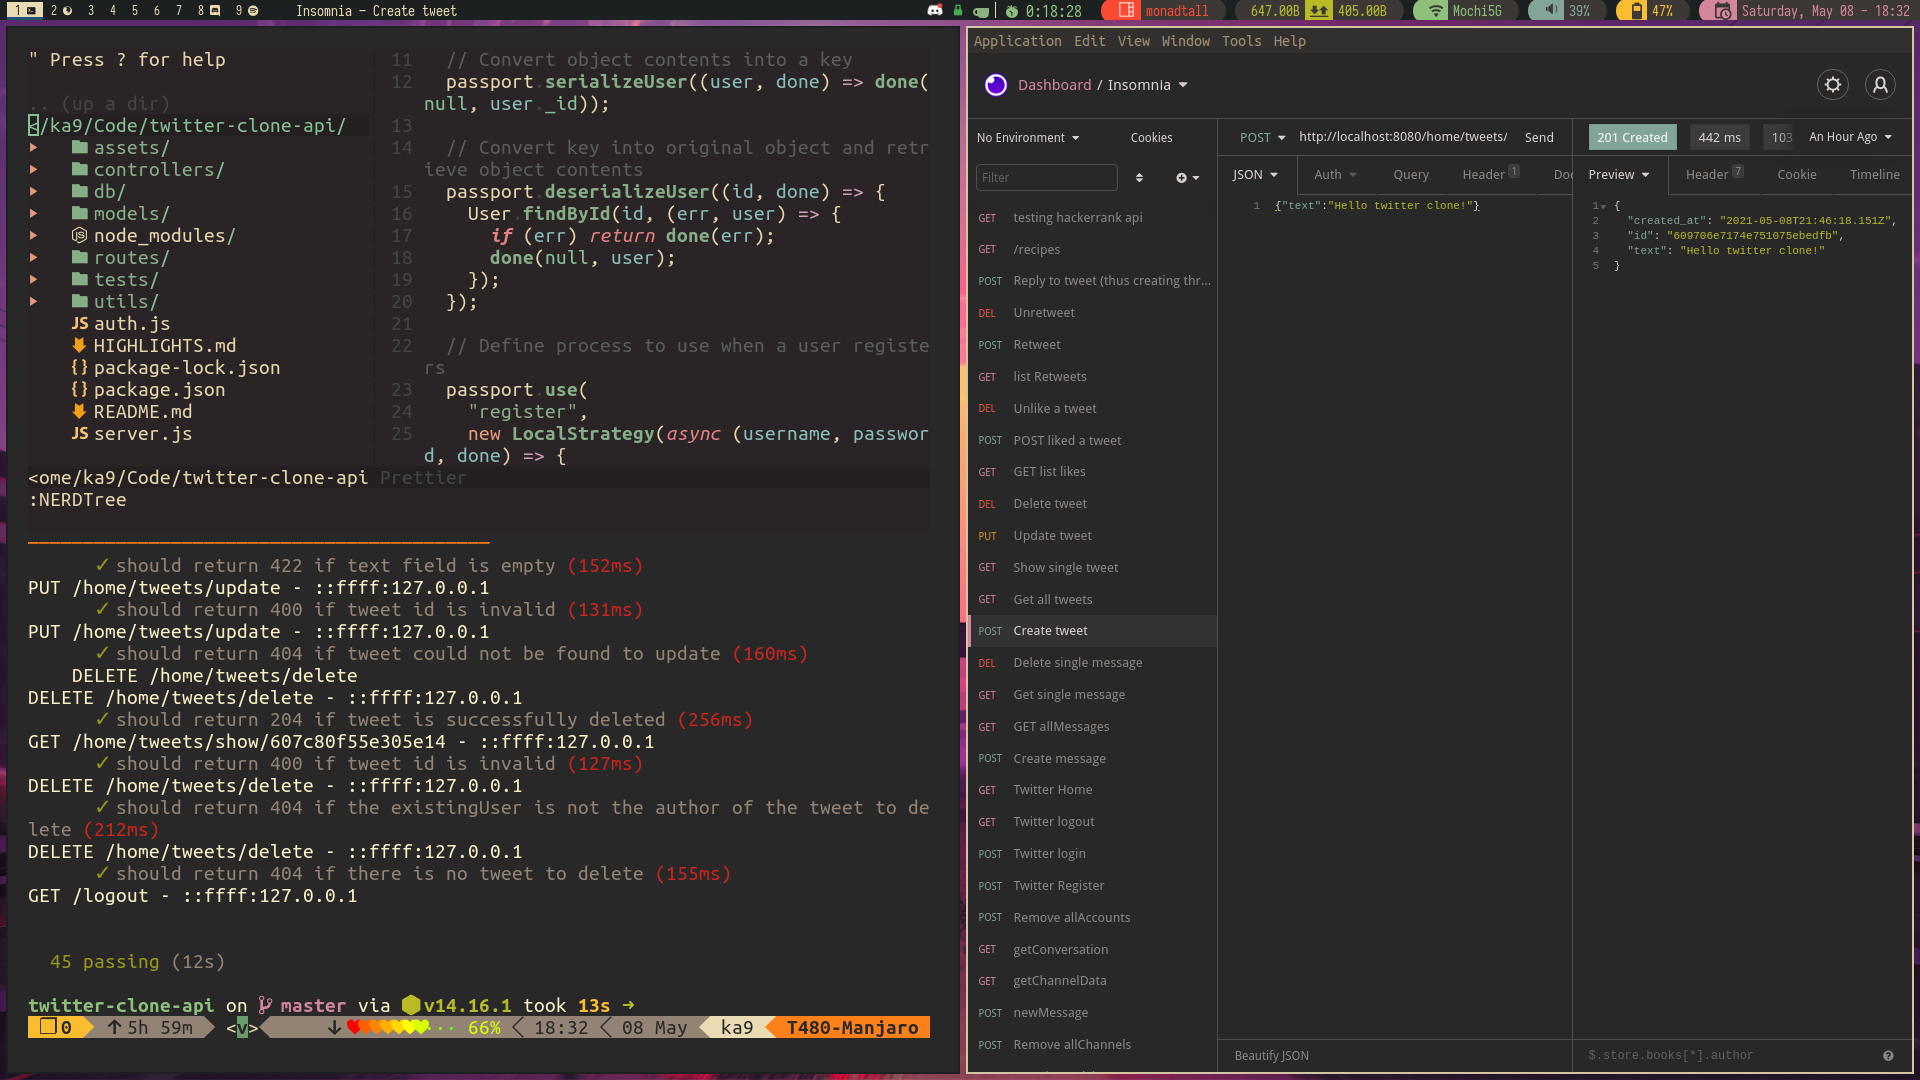 1 2 3 4 5 6 7 8 9 Insomnia – Create tweet
0:18:28 monadtall 647.00B 405.00B Mochi5G 39% 47% Saturday, May 08 - 18:32
" Press ? for help
.. (up a dir)
</ka9/Code/twitter-clone-api/
assets/
controllers/
db/
models/
node_modules/
routes/
tests/
utils/
JS auth.js
HIGHLIGHTS.md
{} package-lock.json
{} package.json
README.md
JS server.js
11 // Convert object contents into a key
12 passport.serializeUser((user, done) => done(
null, user._id));
13
14 // Convert key into original object and retr
ieve object contents
15 passport.deserializeUser((id, done) => {
16 User.findById(id, (err, user) => {
17 if (err) return done(err);
18 done(null, user);
19 });
20 });
21
22 // Define process to use when a user registe
rs
23 passport.use(
24 "register",
25 new LocalStrategy(async (username, passwor
d, done) => {
<ome/ka9/Code/twitter-clone-api Prettier
:NERDTree
✓ should return 422 if text field is empty (152ms)
PUT /home/tweets/update - ::ffff:127.0.0.1
✓ should return 400 if tweet id is invalid (131ms)
PUT /home/tweets/update - ::ffff:127.0.0.1
✓ should return 404 if tweet could not be found to update (160ms)
DELETE /home/tweets/delete
DELETE /home/tweets/delete - ::ffff:127.0.0.1
✓ should return 204 if tweet is successfully deleted (256ms)
GET /home/tweets/show/607c80f55e305e14 - ::ffff:127.0.0.1
✓ should return 400 if tweet id is invalid (127ms)
DELETE /home/tweets/delete - ::ffff:127.0.0.1
✓ should return 404 if the existingUser is not the author of the tweet to de
lete (212ms)
DELETE /home/tweets/delete - ::ffff:127.0.0.1
✓ should return 404 if there is no tweet to delete (155ms)
GET /logout - ::ffff:127.0.0.1
45 passing (12s)
twitter-clone-api on master via v14.16.1 took 13s →
0 ↑ 5h 59m <v> ↓ ··· 66% 18:32 08 May ka9 T480-Manjaro
Application Edit View Window Tools Help
Dashboard / Insomnia
No Environment Cookies
Filter
GET testing hackerrank api
GET /recipes
POST Reply to tweet (thus creating thr...
DEL Unretweet
POST Retweet
GET list Retweets
DEL Unlike a tweet
POST POST liked a tweet
GET GET list likes
DEL Delete tweet
PUT Update tweet
GET Show single tweet
GET Get all tweets
POST Create tweet
DEL Delete single message
GET Get single message
GET GET allMessages
POST Create message
GET Twitter Home
GET Twitter logout
POST Twitter login
POST Twitter Register
POST Remove allAccounts
GET getConversation
GET getChannelData
POST newMessage
POST Remove allChannels
POST http://localhost:8080/home/tweets/ Send
JSON Auth Query Header 1 Doc
1 {"text":"Hello twitter clone!"}
Beautify JSON
201 Created 442 ms 103 An Hour Ago
Preview Header 7 Cookie Timeline
1 {
2 "created_at": "2021-05-08T21:46:18.151Z",
3 "id": "609706e7174e751075ebedfb",
4 "text": "Hello twitter clone!"
5 }
$.store.books[*].author